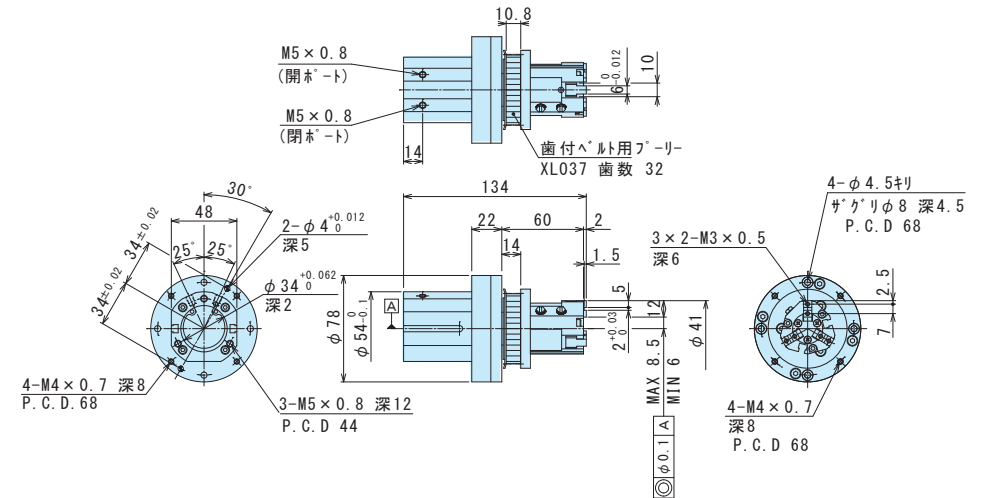 10.8
M5×0.8
(開ポート)
M5×0.8
(閉ポート)
14
6 0 -0.012
10
歯付ベルト用プーリー
XL037 歯数 32
30°
48
34±0.02
34±0.02
25°
25°
2-φ4 +0.012 0
深5
φ34 +0.062 0
深2
4-M4×0.7 深8
P.C.D.68
3-M5×0.8 深12
P.C.D 44
134
22
60
2
14
1.5
5
12
2 +0.03 0
φ78
φ54 0 -0.1
A
MAX 8.5
MIN 6
φ41
◎ φ0.1 A
4-φ4.5キリ
ザグリφ8 深4.5
P.C.D 68
3×2-M3×0.5
深6
2.5
7
4-M4×0.7
深8
P.C.D 68